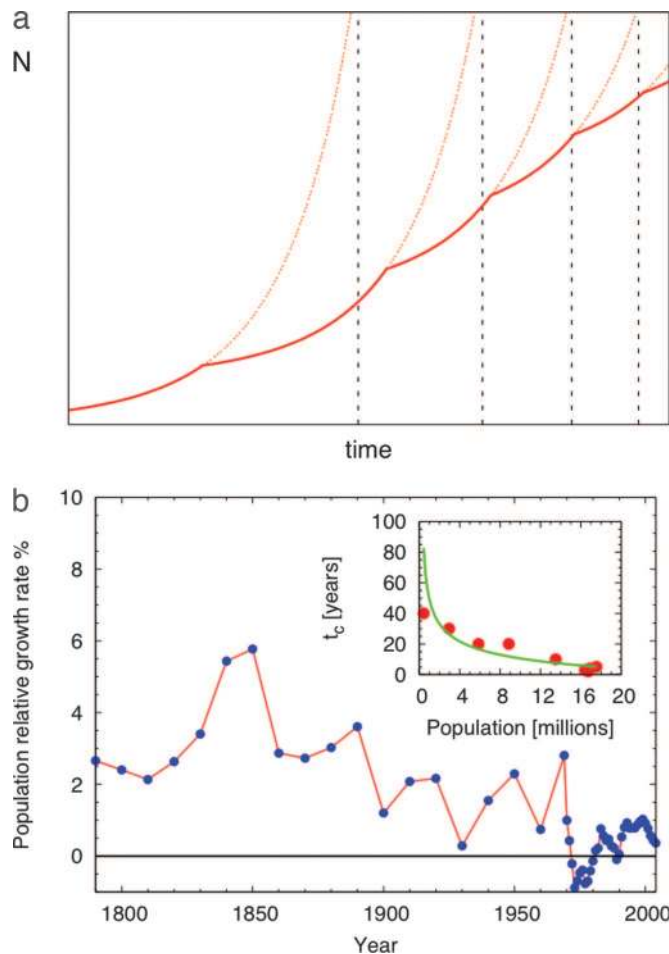 a
N
time
b
Population relative growth rate %
10
8
6
4
2
0
1800 1850 1900 1950 2000
Year
t_c [years]
100
80
60
40
20
0
0 4 8 12 16 20
Population [millions]